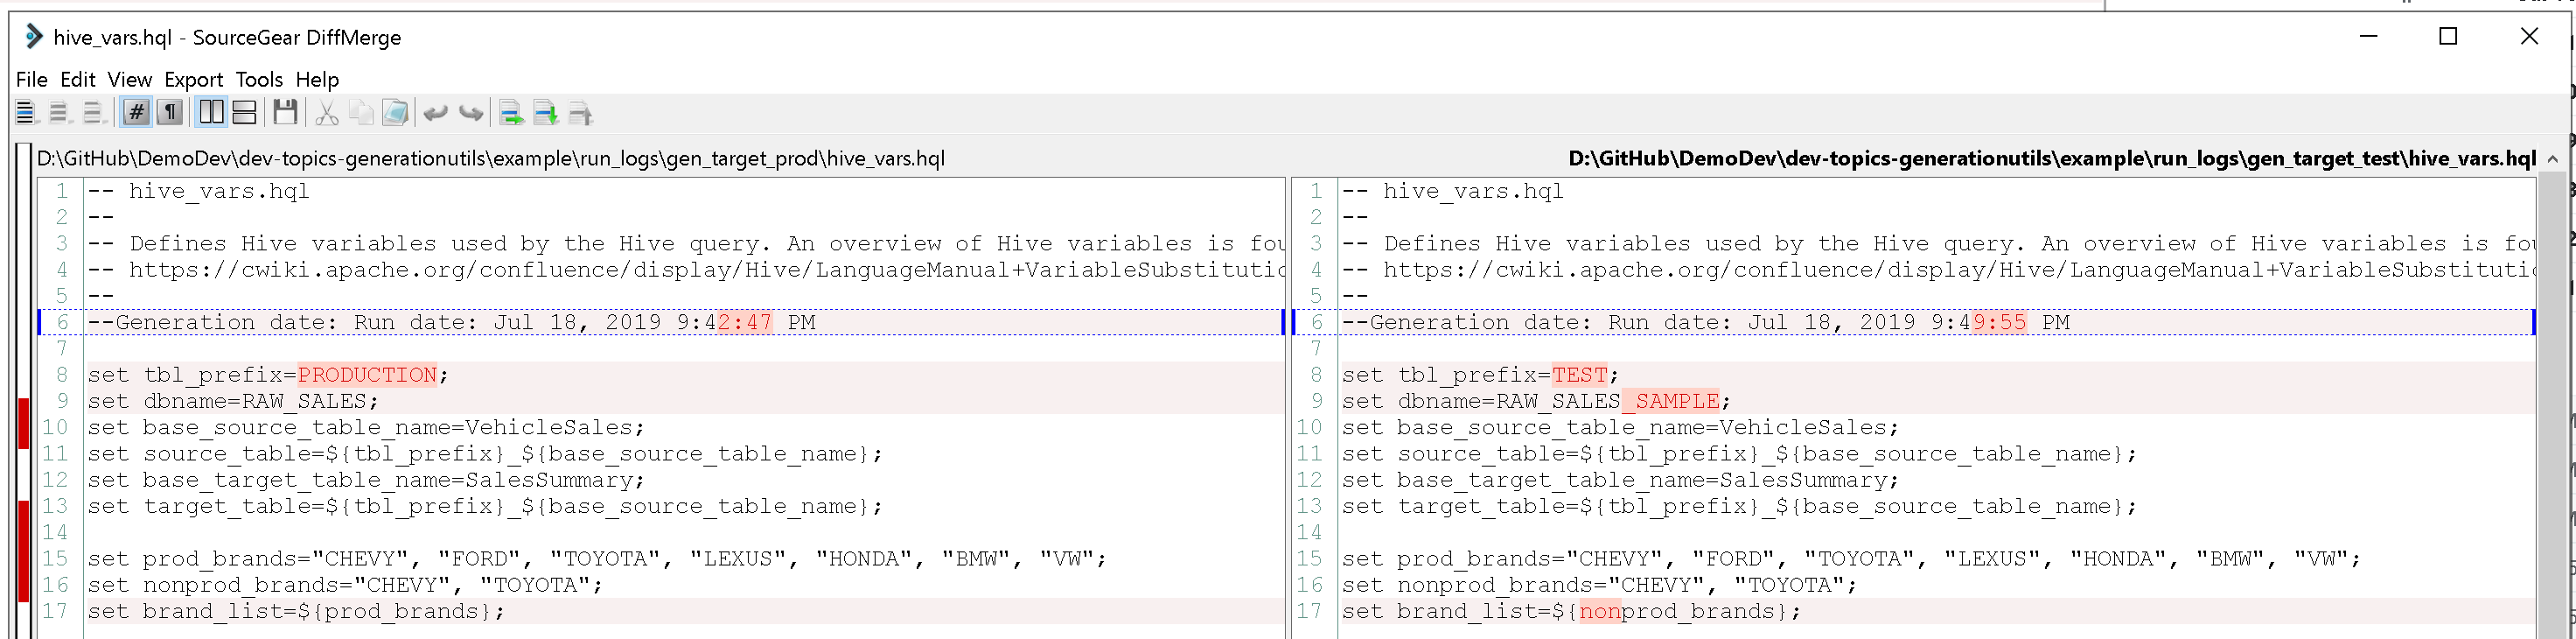 hive_vars.hql - SourceGear DiffMerge
File Edit View Export Tools Help
D:\GitHub\DemoDev\dev-topics-generationutils\example\run_logs\gen_target_prod\hive_vars.hql
1 -- hive_vars.hql
2 --
3 -- Defines Hive variables used by the Hive query. An overview of Hive variables is fou
4 -- https://cwiki.apache.org/confluence/display/Hive/LanguageManual+VariableSubstitutic
5 --
6 --Generation date: Run date: Jul 18, 2019 9:42:47 PM
7
8 set tbl_prefix=PRODUCTION;
9 set dbname=RAW_SALES;
10 set base_source_table_name=VehicleSales;
11 set source_table=${tbl_prefix}_${base_source_table_name};
12 set base_target_table_name=SalesSummary;
13 set target_table=${tbl_prefix}_${base_source_table_name};
14
15 set prod_brands="CHEVY", "FORD", "TOYOTA", "LEXUS", "HONDA", "BMW", "VW";
16 set nonprod_brands="CHEVY", "TOYOTA";
17 set brand_list=${prod_brands};
D:\GitHub\DemoDev\dev-topics-generationutils\example\run_logs\gen_target_test\hive_vars.hql
1 -- hive_vars.hql
2 --
3 -- Defines Hive variables used by the Hive query. An overview of Hive variables is fou
4 -- https://cwiki.apache.org/confluence/display/Hive/LanguageManual+VariableSubstitutic
5 --
6 --Generation date: Run date: Jul 18, 2019 9:49:55 PM
7
8 set tbl_prefix=TEST;
9 set dbname=RAW_SALES_SAMPLE;
10 set base_source_table_name=VehicleSales;
11 set source_table=${tbl_prefix}_${base_source_table_name};
12 set base_target_table_name=SalesSummary;
13 set target_table=${tbl_prefix}_${base_source_table_name};
14
15 set prod_brands="CHEVY", "FORD", "TOYOTA", "LEXUS", "HONDA", "BMW", "VW";
16 set nonprod_brands="CHEVY", "TOYOTA";
17 set brand_list=${nonprod_brands};